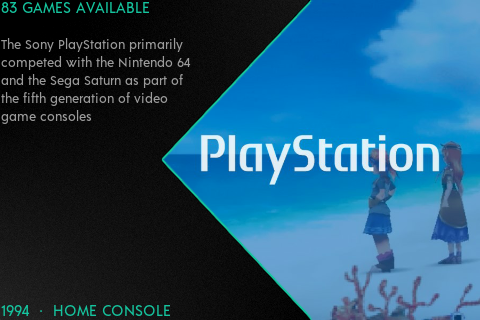 83 GAMES AVAILABLE
The Sony PlayStation primarily
competed with the Nintendo 64
and the Sega Saturn as part of
the fifth generation of video
game consoles
PlayStation
1994 · HOME CONSOLE